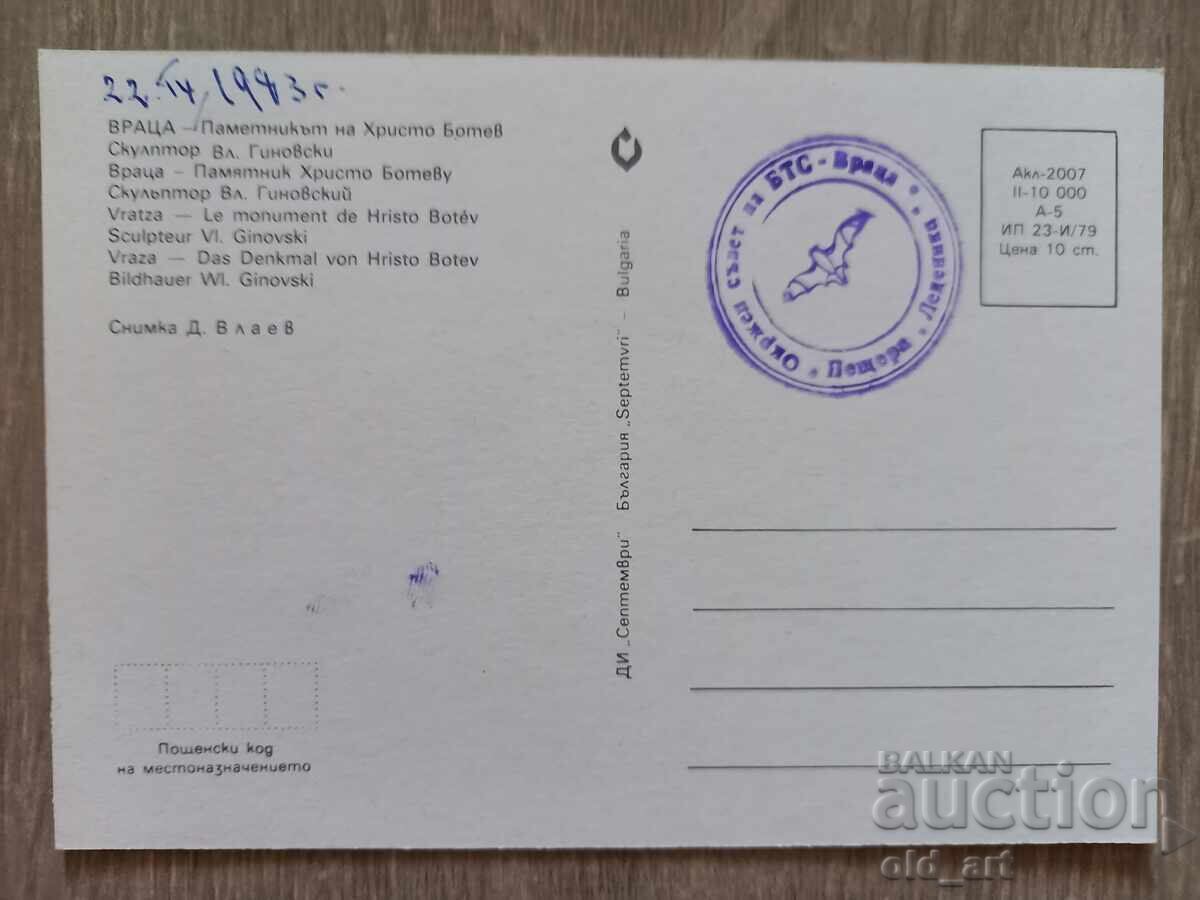 22.IV.1983г.
ВРАЦА – Паметникът на Христо Ботев
Скулптор Вл. Гиновски
Враца – Памятник Христо Ботеву
Скульптор Вл. Гиновский
Vratza – Le monument de Hristo Botév
Sculpteur Vl. Ginovski
Vraza – Das Denkmal von Hristo Botev
Bildhauer Wl. Ginovski
Снимка Д. Влаев
Пощенски код
на местоназначението
ДИ „Септември" България „Septemvri" – Bulgaria
Окръжен съвет на БТС - Враца * Пещера „Леденика"
Акл-2007
II-10 000
А-5
ИП 23-И/79
Цена 10 ст.
BALKAN
auction
old_art